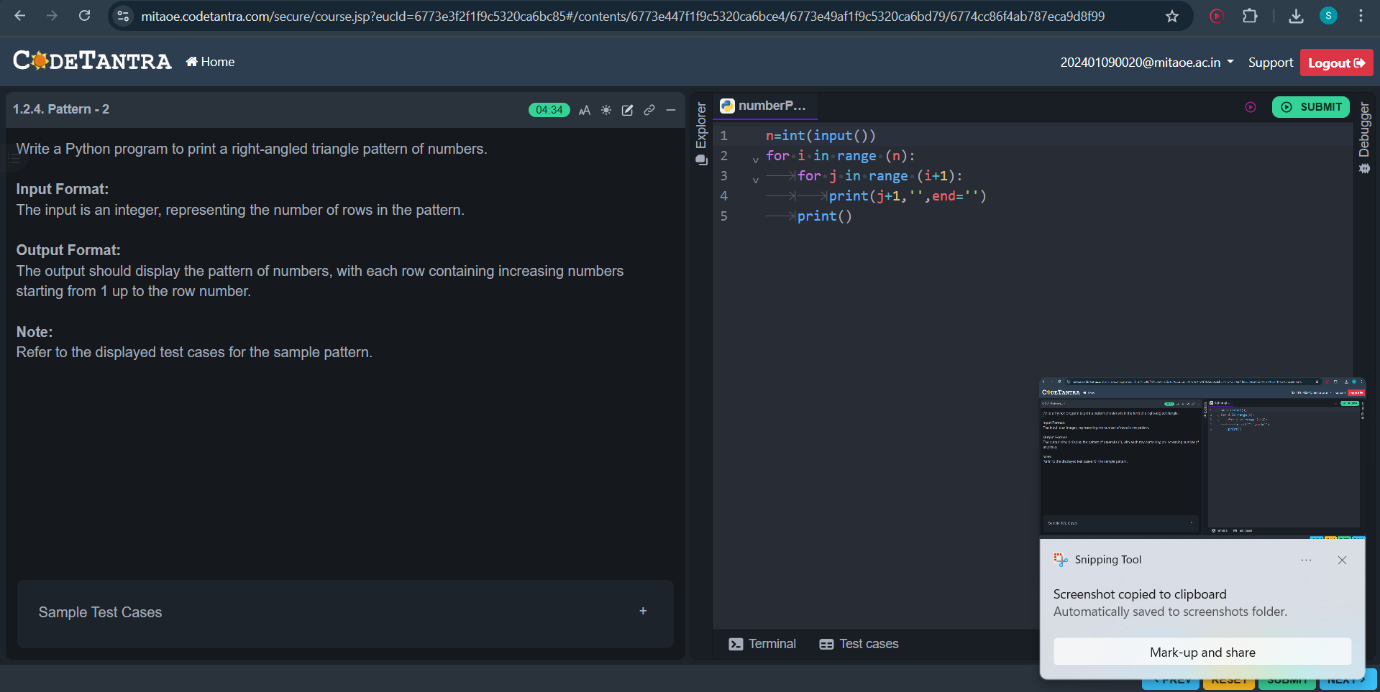 mitaoe.codetantra.com/secure/course.jsp?eucId=6773e3f2f1f9c5320ca6bc85#/contents/6773e447f1f9c5320ca6bce4/6773e49af1f9c5320ca6bd79/6774cc86f4ab787eca9d8f99
S
CODETANTRA
Home
202401090020@mitaoe.ac.in
Support
Logout
1.2.4. Pattern - 2
04:34
AA
Write a Python program to print a right-angled triangle pattern of numbers.
Input Format:
The input is an integer, representing the number of rows in the pattern.
Output Format:
The output should display the pattern of numbers, with each row containing increasing numbers
starting from 1 up to the row number.
Note:
Refer to the displayed test cases for the sample pattern.
Sample Test Cases
+
Explorer
numberP...
SUBMIT
Debugger
1 n=int(input())
2 for i in range (n):
3 for j in range (i+1):
4 print(j+1,'',end='')
5 print()
Terminal
Test cases
CODETANTRA
Snipping Tool
Screenshot copied to clipboard
Automatically saved to screenshots folder.
Mark-up and share
< PREV
RESET
SUBMIT
NEXT >